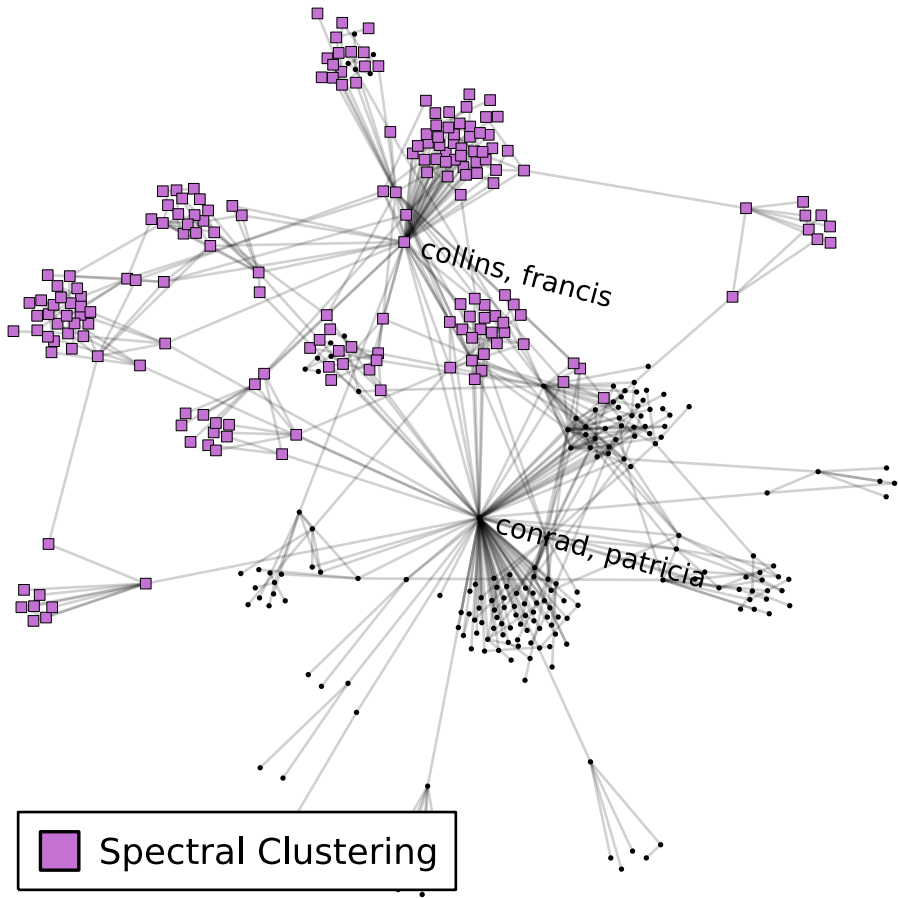 collins, francis
conrad, patricia
Spectral Clustering